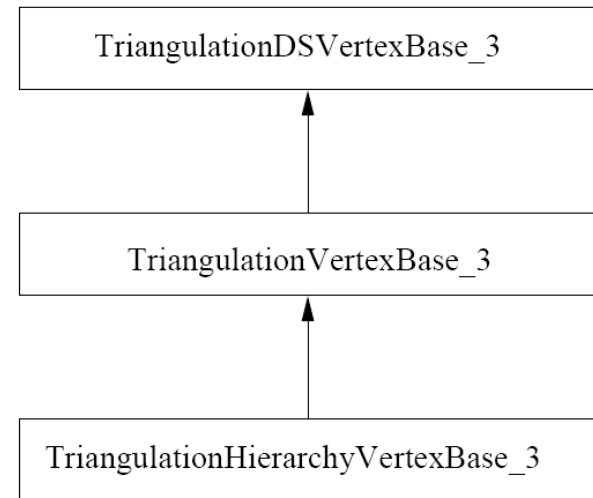 TriangulationDSVertexBase_3
TriangulationVertexBase_3
TriangulationHierarchyVertexBase_3